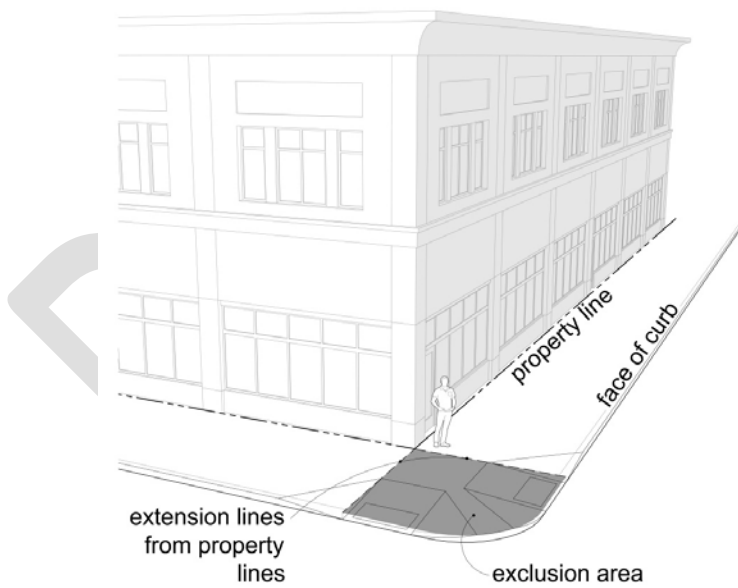 property line
face of curb
extension lines
from property
lines
exclusion area